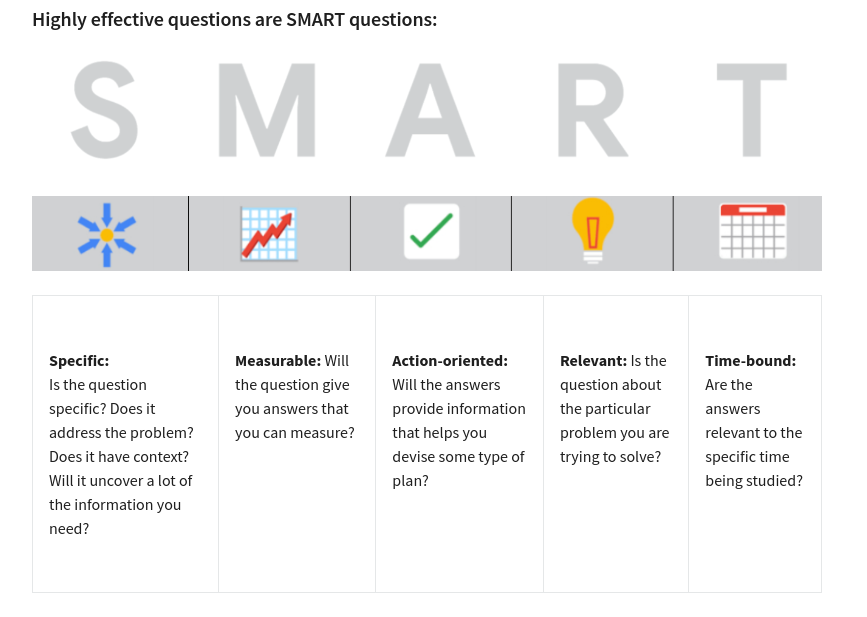 Highly effective questions are SMART questions:
S M A R T
Specific:
Is the question
specific? Does it
address the problem?
Does it have context?
Will it uncover a lot of
the information you
need?
Measurable: Will
the question give
you answers that
you can measure?
Action-oriented:
Will the answers
provide information
that helps you
devise some type of
plan?
Relevant: Is the
question about
the particular
problem you are
trying to solve?
Time-bound:
Are the
answers
relevant to the
specific time
being studied?